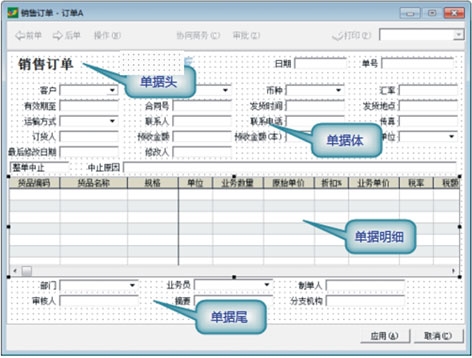 销售订单 - 订单A
前单 后单 操作(B) 协同服务(C) 审批(I) 打印(P)
销售订单 单据头 日期 单号
客户 合同号 币种 汇率
有效期至 发货时间 发货地点
运输方式 联系人 联系电话 传真
订货人 预收金额 预收金额(本) 单位
单据体
最后修改日期 修改人
整单中止 中止原因
货品编码 货品名称 规格 单位 业务数量 原始单价 折扣% 业务单价 税率 税额
单据明细
部门 业务员 制单人
审核人 摘要 分支机构
单据尾
应用(A) 取消(C)